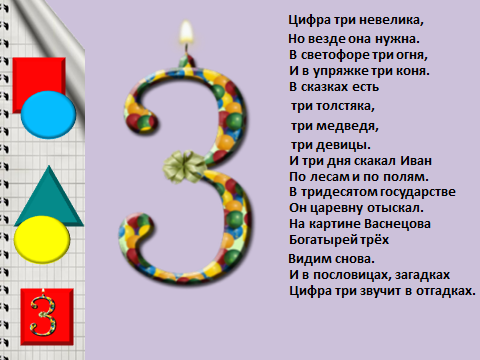 Цифра три невелика,
Но везде она нужна.
В светофоре три огня,
И в упряжке три коня.
В сказках есть
три толстяка,
три медведя,
три девицы.
И три дня скакал Иван
По лесам и по полям.
В тридесятом государстве
Он царевну отыскал.
На картине Васнецова
Богатырей трёх
Видим снова.
И в пословицах, загадках
Цифра три звучит в отгадках.
3
3